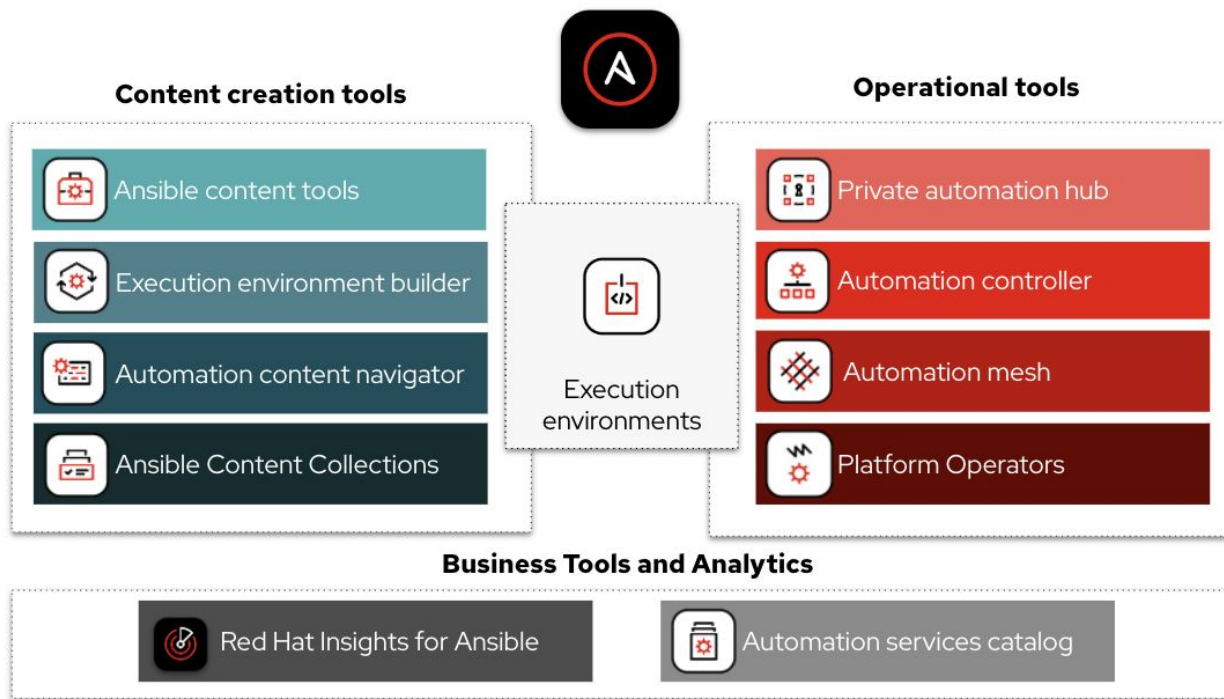 Content creation tools
Ansible content tools
Execution environment builder
Automation content navigator
Ansible Content Collections
Execution
environments
Operational tools
Private automation hub
Automation controller
Automation mesh
Platform Operators
Business Tools and Analytics
Red Hat Insights for Ansible
Automation services catalog